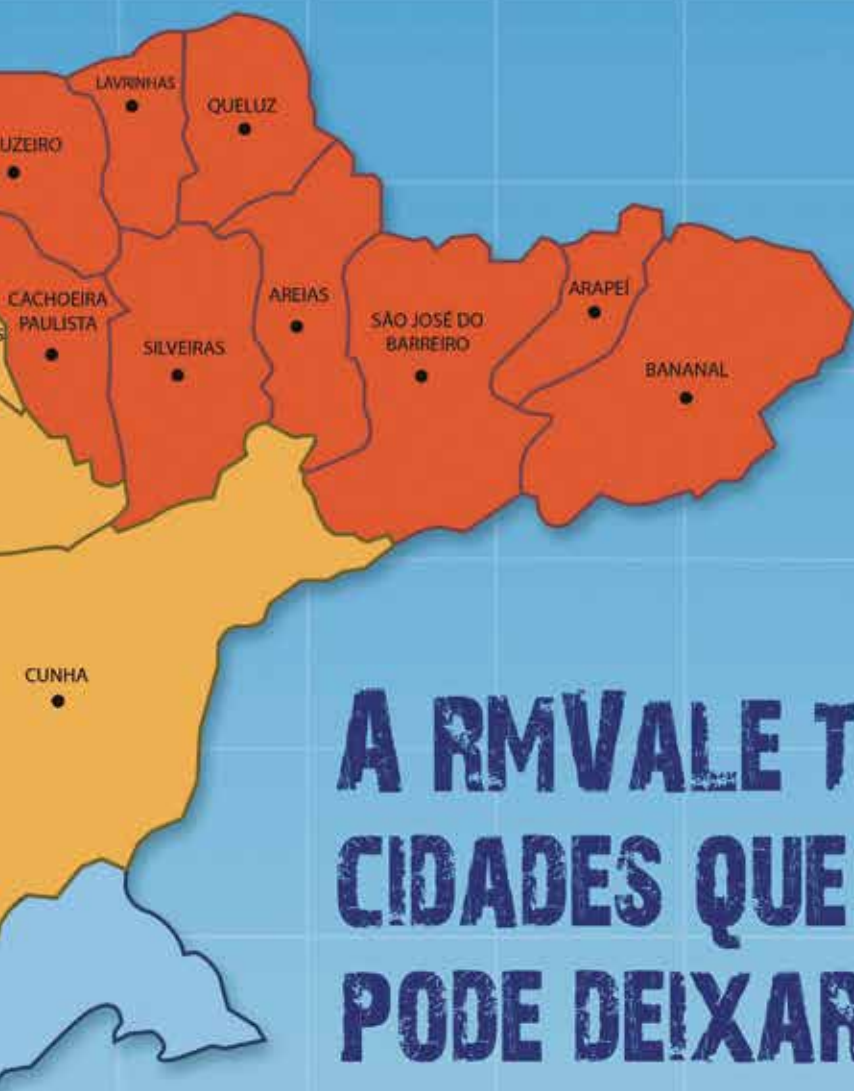 LAVRINHAS
QUELUZ
UZEIRO
CACHOEIRA
PAULISTA
SILVEIRAS
AREIAS
SÃO JOSÉ DO
BARREIRO
ARAPEÍ
BANANAL
CUNHA
A RMVALE T
CIDADES QUE
PODE DEIXAR